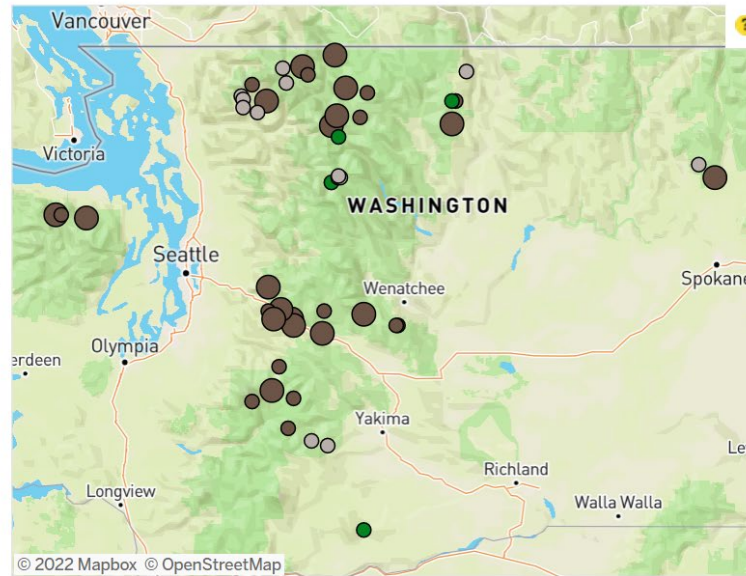 Vancouver
?
Victoria
WASHINGTON
Seattle
Spokane
Wenatchee
Olympia
erdeen
Yakima
Le
Richland
Longview
Walla Walla
© 2022 Mapbox © OpenStreetMap